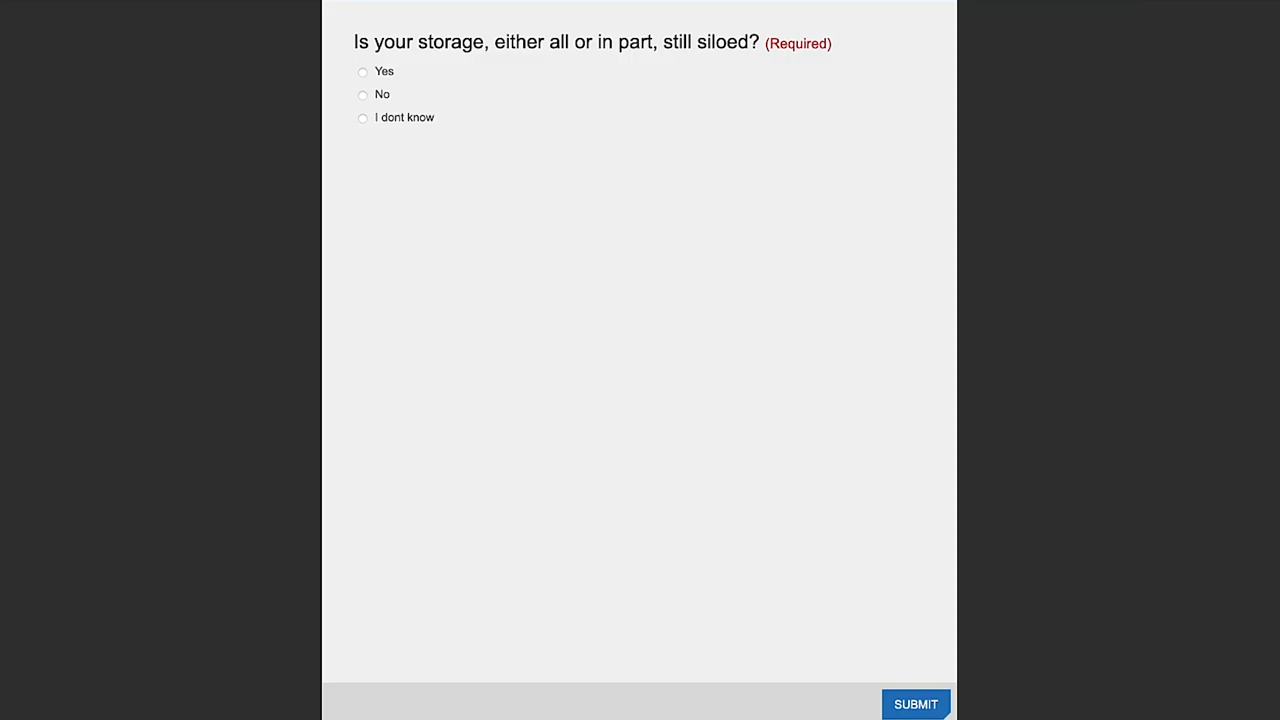 Is your storage, either all or in part, still siloed? (Required)
Yes
No
I dont know
SUBMIT